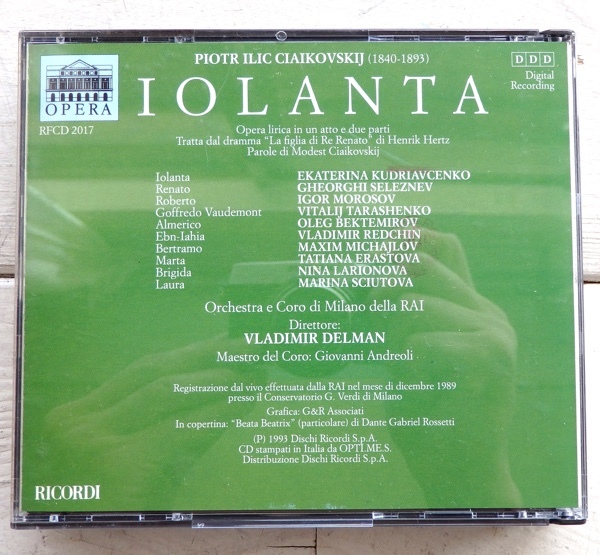 PIOTR ILIC CIAIKOVSKIJ (1840-1893)
DDD
Digital
Recording
OPERA
IOLANTA
RFCD 2017
Opera lirica in un atto e due parti
Tratta dal dramma "La figlia di Re Renato" di Henrik Hertz
Parole di Modest Ciaikovskij
Iolanta EKATERINA KUDRIAVCENKO
Renato GHEORGHI SELEZNEV
Roberto IGOR MOROSOV
Goffredo Vaudemont VITALIJ TARASHENKO
Almerico OLEG BEKTEMIROV
Ebn-Iahia VLADIMIR REDCHIN
Bertramo MAXIM MICHAJLOV
Marta TATIANA ERASTOVA
Brigida NINA LARIONOVA
Laura MARINA SCIUTOVA
Orchestra e Coro di Milano della RAI
Direttore:
VLADIMIR DELMAN
Maestro del Coro: Giovanni Andreoli
Registrazione dal vivo effettuata dalla RAI nel mese di dicembre 1989
presso il Conservatorio G. Verdi di Milano
Grafica: G&R Associati
In copertina: "Beata Beatrix" (particolare) di Dante Gabriel Rossetti
(P) 1993 Dischi Ricordi S.p.A.
CD stampati in Italia da OPTI.ME.S.
Distribuzione Dischi Ricordi S.p.A.
RICORDI